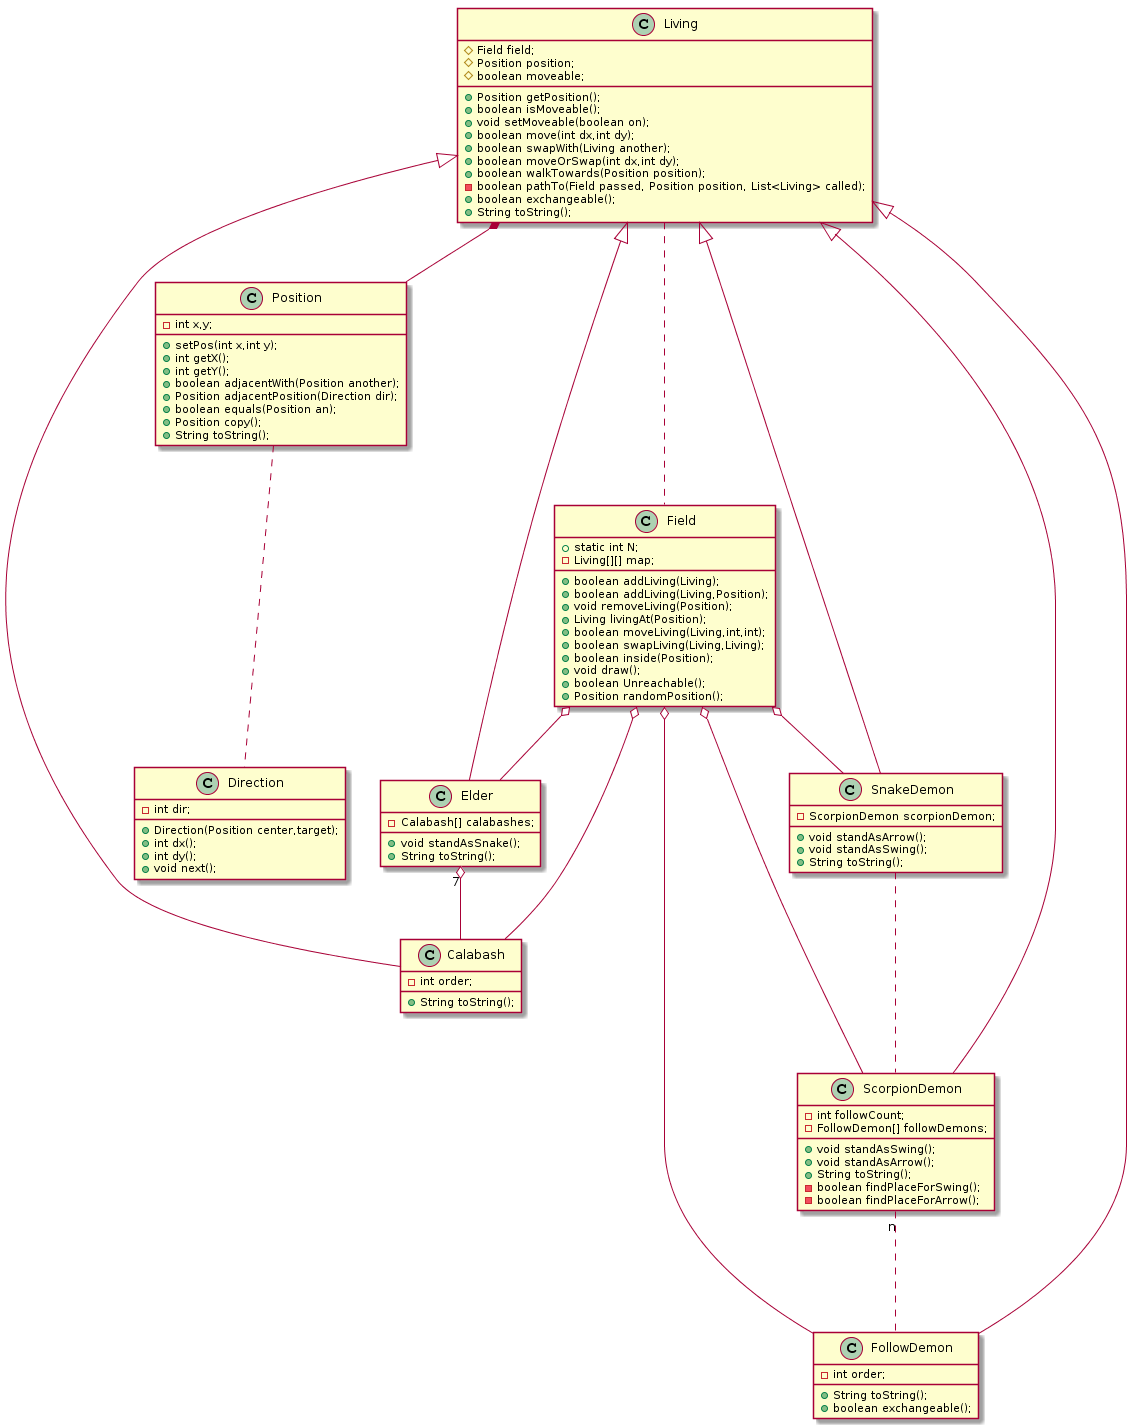 C Living
Field field;
Position position;
boolean moveable;
Position getPosition();
boolean isMoveable();
void setMoveable(boolean on);
boolean move(int dx,int dy);
boolean swapWith(Living another);
boolean moveOrSwap(int dx,int dy);
boolean walkTowards(Position position);
boolean pathTo(Field passed, Position position, List<Living> called);
boolean exchangeable();
String toString();
C Position
int x,y;
setPos(int x,int y);
int getX();
int getY();
boolean adjacentWith(Position another);
Position adjacentPosition(Direction dir);
boolean equals(Position an);
Position copy();
String toString();
C Field
static int N;
Living[][] map;
boolean addLiving(Living);
boolean addLiving(Living,Position);
void removeLiving(Position);
Living livingAt(Position);
boolean moveLiving(Living,int,int);
boolean swapLiving(Living,Living);
boolean inside(Position);
void draw();
boolean Unreachable();
Position randomPosition();
C Direction
int dir;
Direction(Position center,target);
int dx();
int dy();
void next();
C Elder
Calabash[] calabashes;
void standAsSnake();
String toString();
7
C SnakeDemon
ScorpionDemon scorpionDemon;
void standAsArrow();
void standAsSwing();
String toString();
C Calabash
int order;
String toString();
C ScorpionDemon
int followCount;
FollowDemon[] followDemons;
void standAsSwing();
void standAsArrow();
String toString();
boolean findPlaceForSwing();
boolean findPlaceForArrow();
n
C FollowDemon
int order;
String toString();
boolean exchangeable();